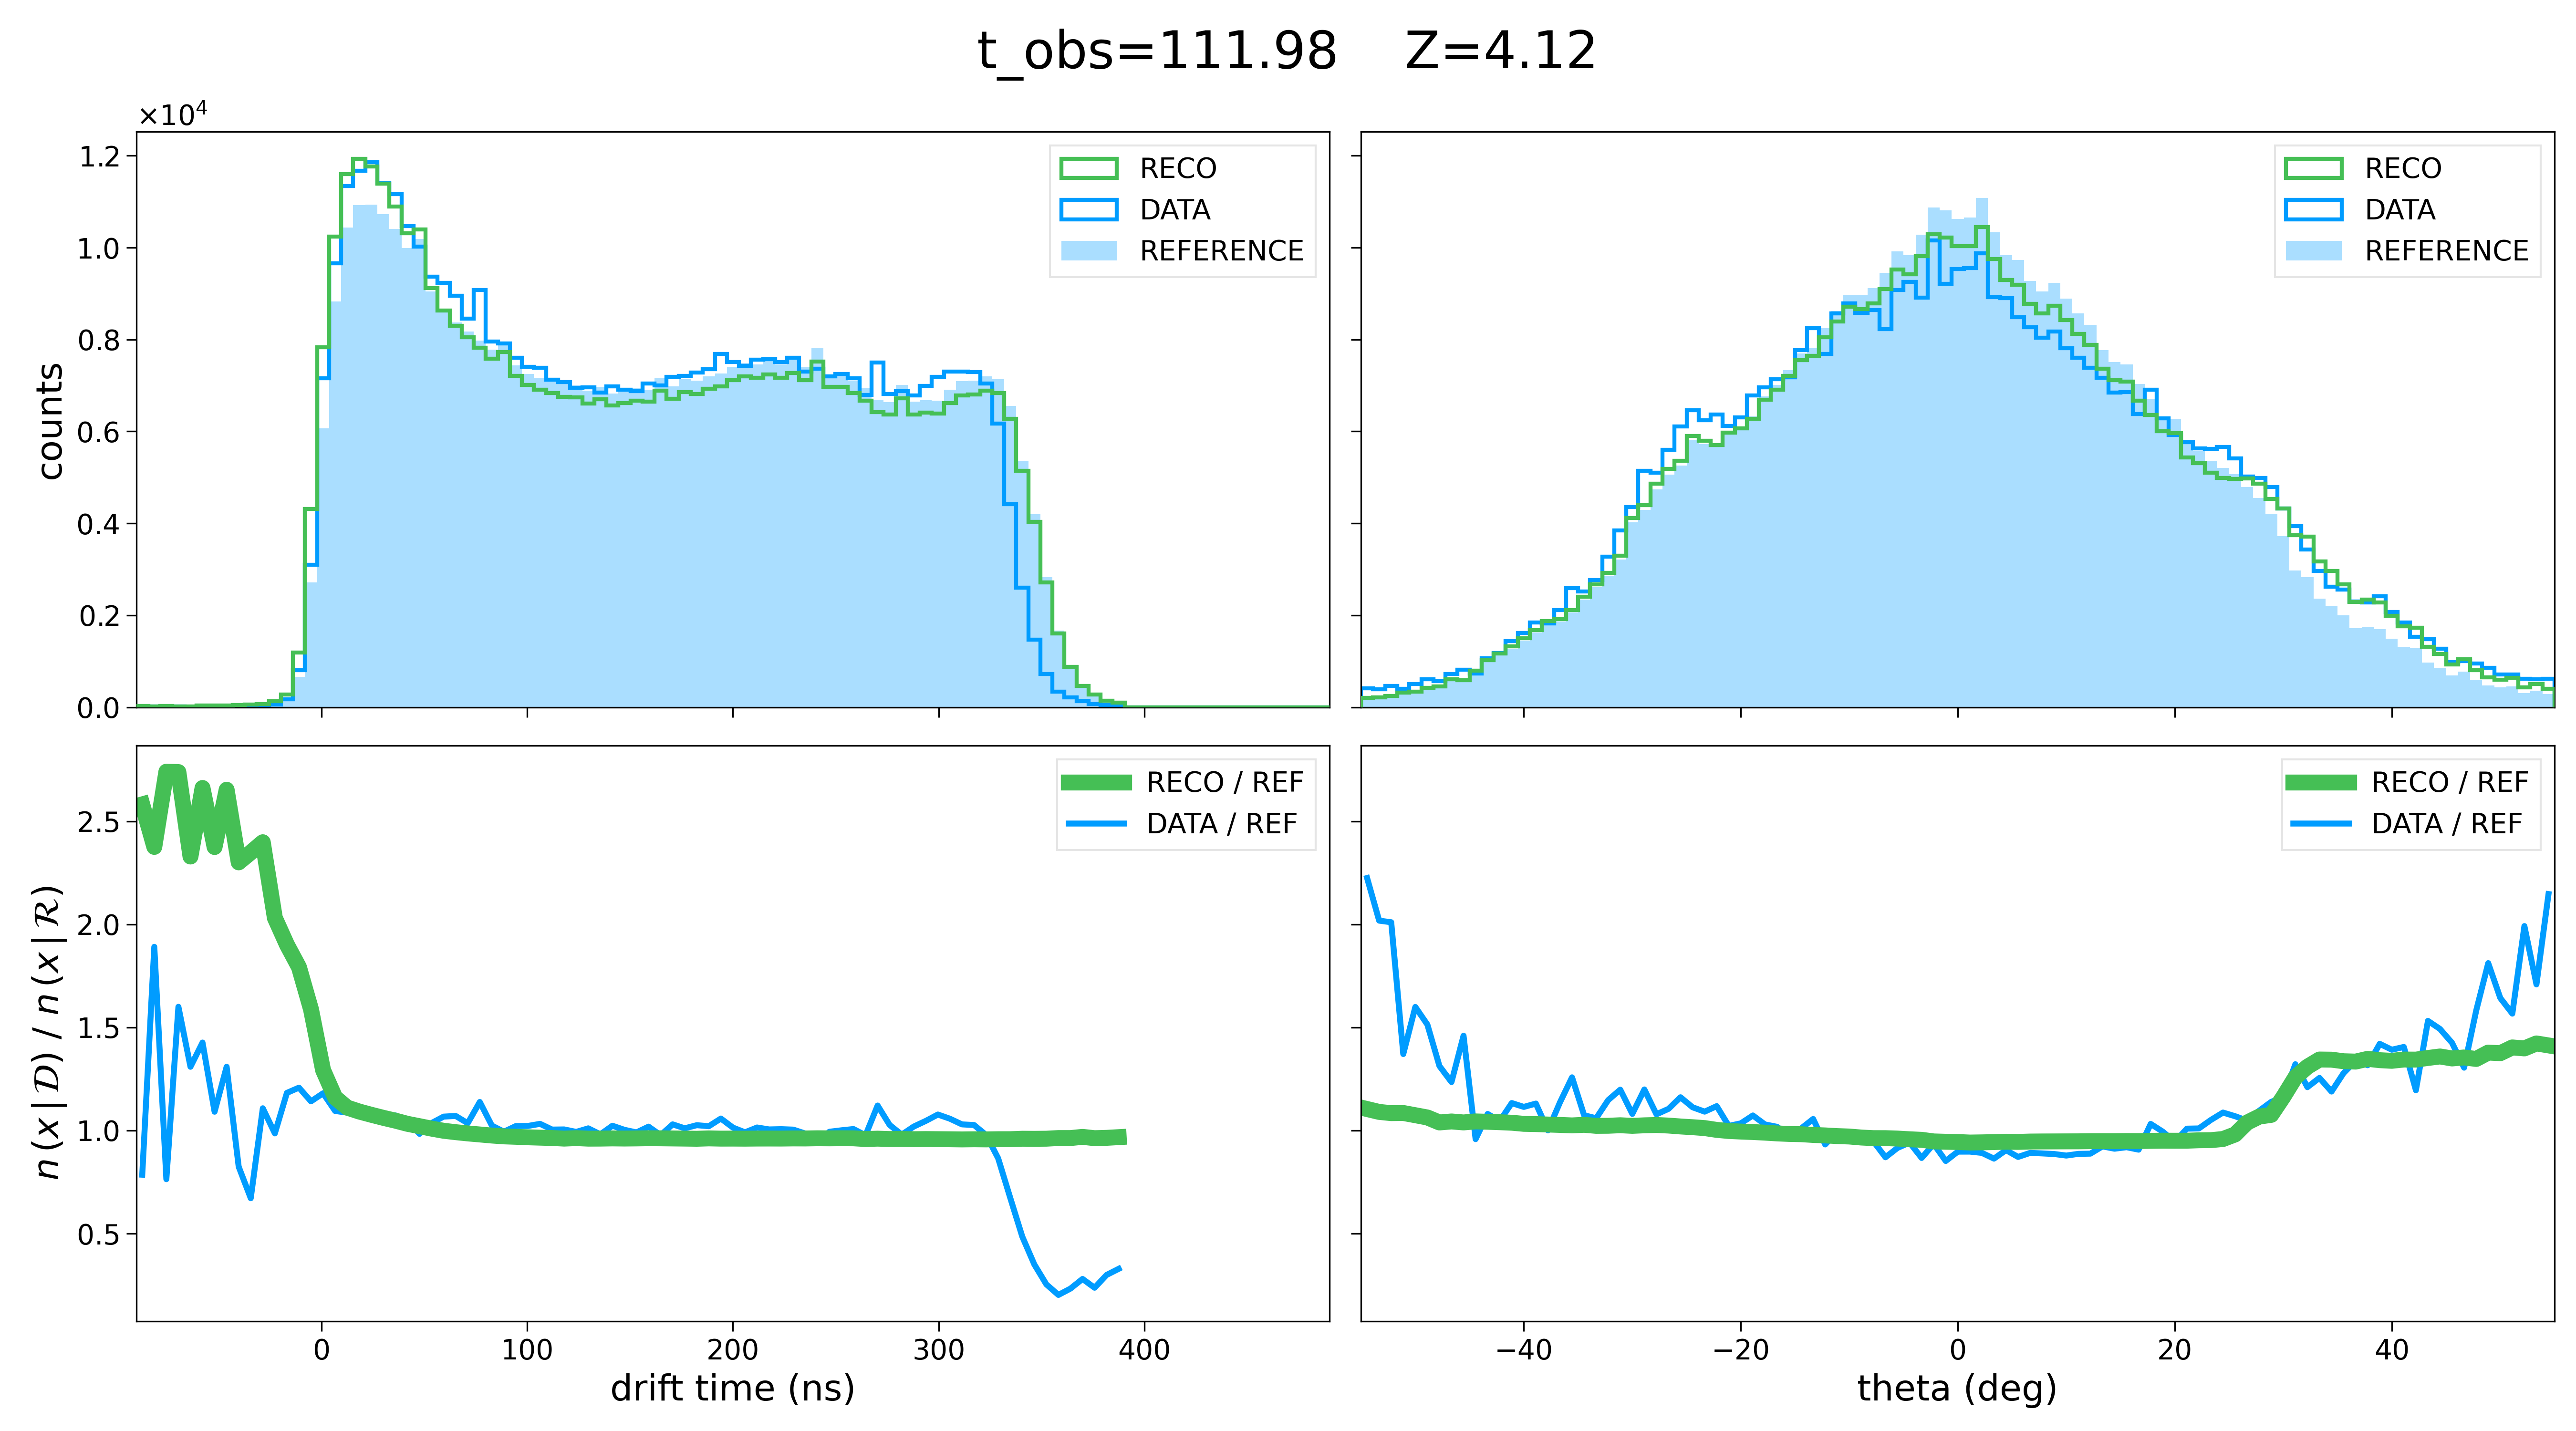 t_obs=111.98 Z=4.12
×10⁴
1.2
1.0
0.8
0.6
0.4
0.2
0.0
counts
RECO
DATA
REFERENCE
RECO
DATA
REFERENCE
2.5
2.0
1.5
1.0
0.5
n(x|𝒟) / n(x|ℛ)
RECO / REF
DATA / REF
0 100 200 300 400
drift time (ns)
RECO / REF
DATA / REF
−40 −20 0 20 40
theta (deg)